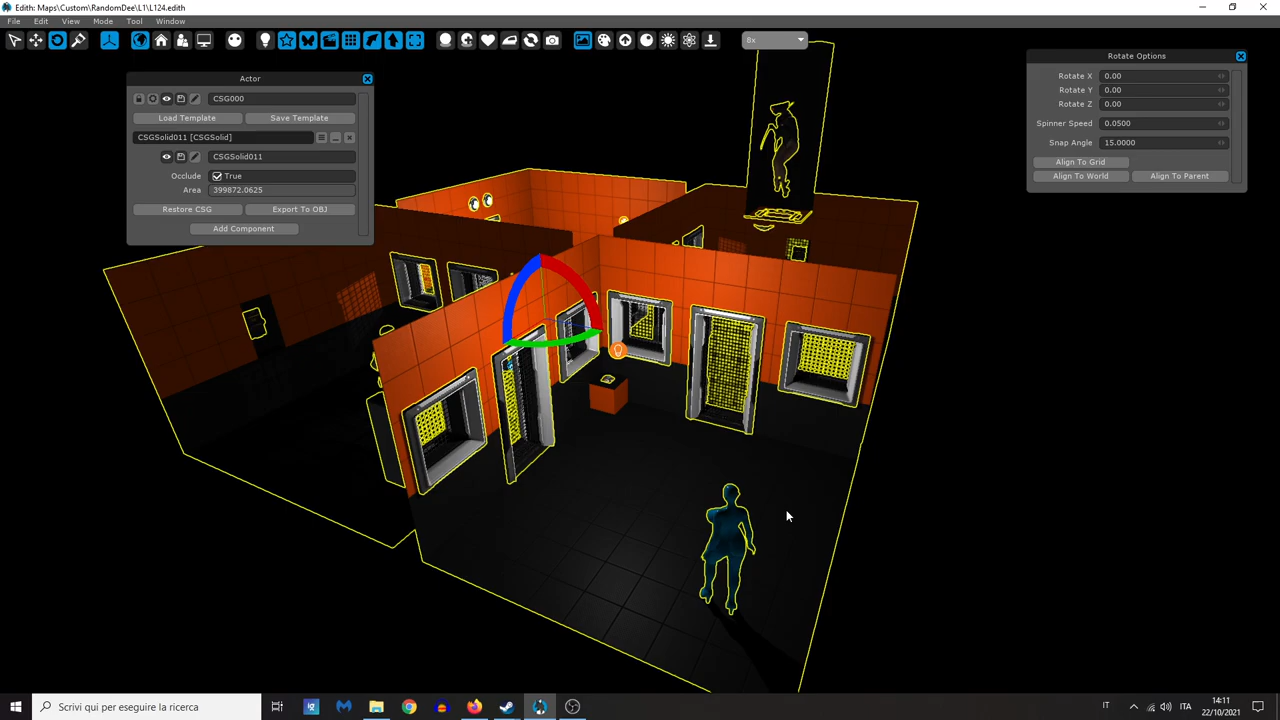 Edith: Maps\Custom\RandomDee\L1\L124.edith
File Edit View Mode Tool Window
8x
Actor
CSG000
Load Template Save Template
CSGSolid011 [CSGSolid]
CSGSolid011
Occlude True
Area 399872.0625
Restore CSG Export To OBJ
Add Component
Rotate Options
Rotate X 0.00
Rotate Y 0.00
Rotate Z 0.00
Spinner Speed 0.0500
Snap Angle 15.0000
Align To Grid
Align To World Align To Parent
Scrivi qui per eseguire la ricerca
IT
ITA
14:11
22/10/2021